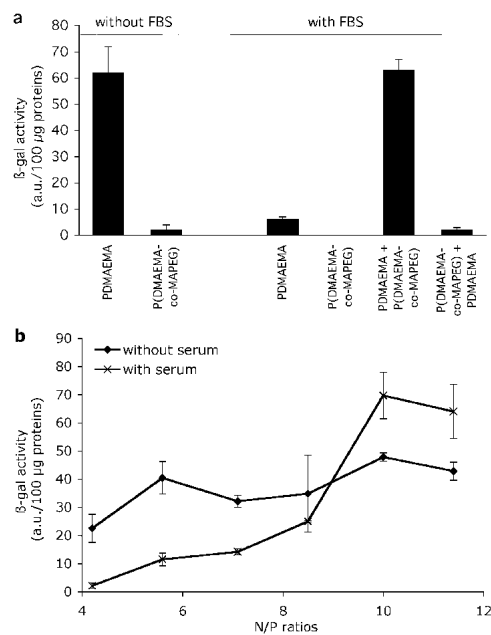 a
without FBS
with FBS
ß-gal activity
(a.u./100 µg proteins)
80
70
60
50
40
30
20
10
0
PDMAEMA
P(DMAEMA-
co-MAPEG)
PDMAEMA
P(DMAEMA-
co-MAPEG)
PDMAEMA +
P(DMAEMA-
co-MAPEG)
P(DMAEMA-
co-MAPEG) +
PDMAEMA
b
without serum
with serum
ß-gal activity
(a.u./100 µg proteins)
90
80
70
60
50
40
30
20
10
0
4
6
8
10
12
N/P ratios